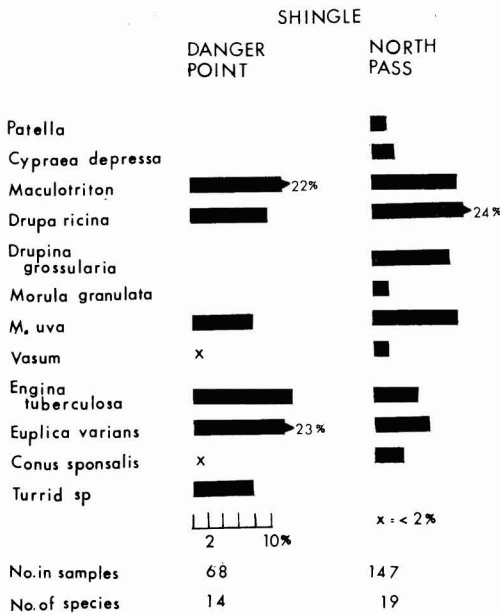 SHINGLE
DANGER NORTH
POINT PASS
Patella
Cypraea depressa
Maculotriton 22%
Drupa ricina 24%
Drupina
grossularia
Morula granulata
M. uva
Vasum x
Engina
tuberculosa
Euplica varians 23%
Conus sponsalis x
Turrid sp
x = < 2%
2 10%
No. in samples 68 147
No. of species 14 19